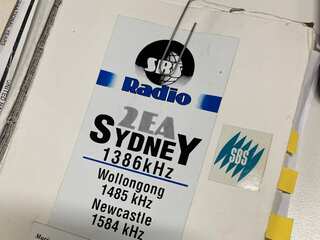 SBS
Radio
2EA
SYDNEY
1386kHz
Wollongong
1485 kHz
Newcastle
1584 kHz
SBS